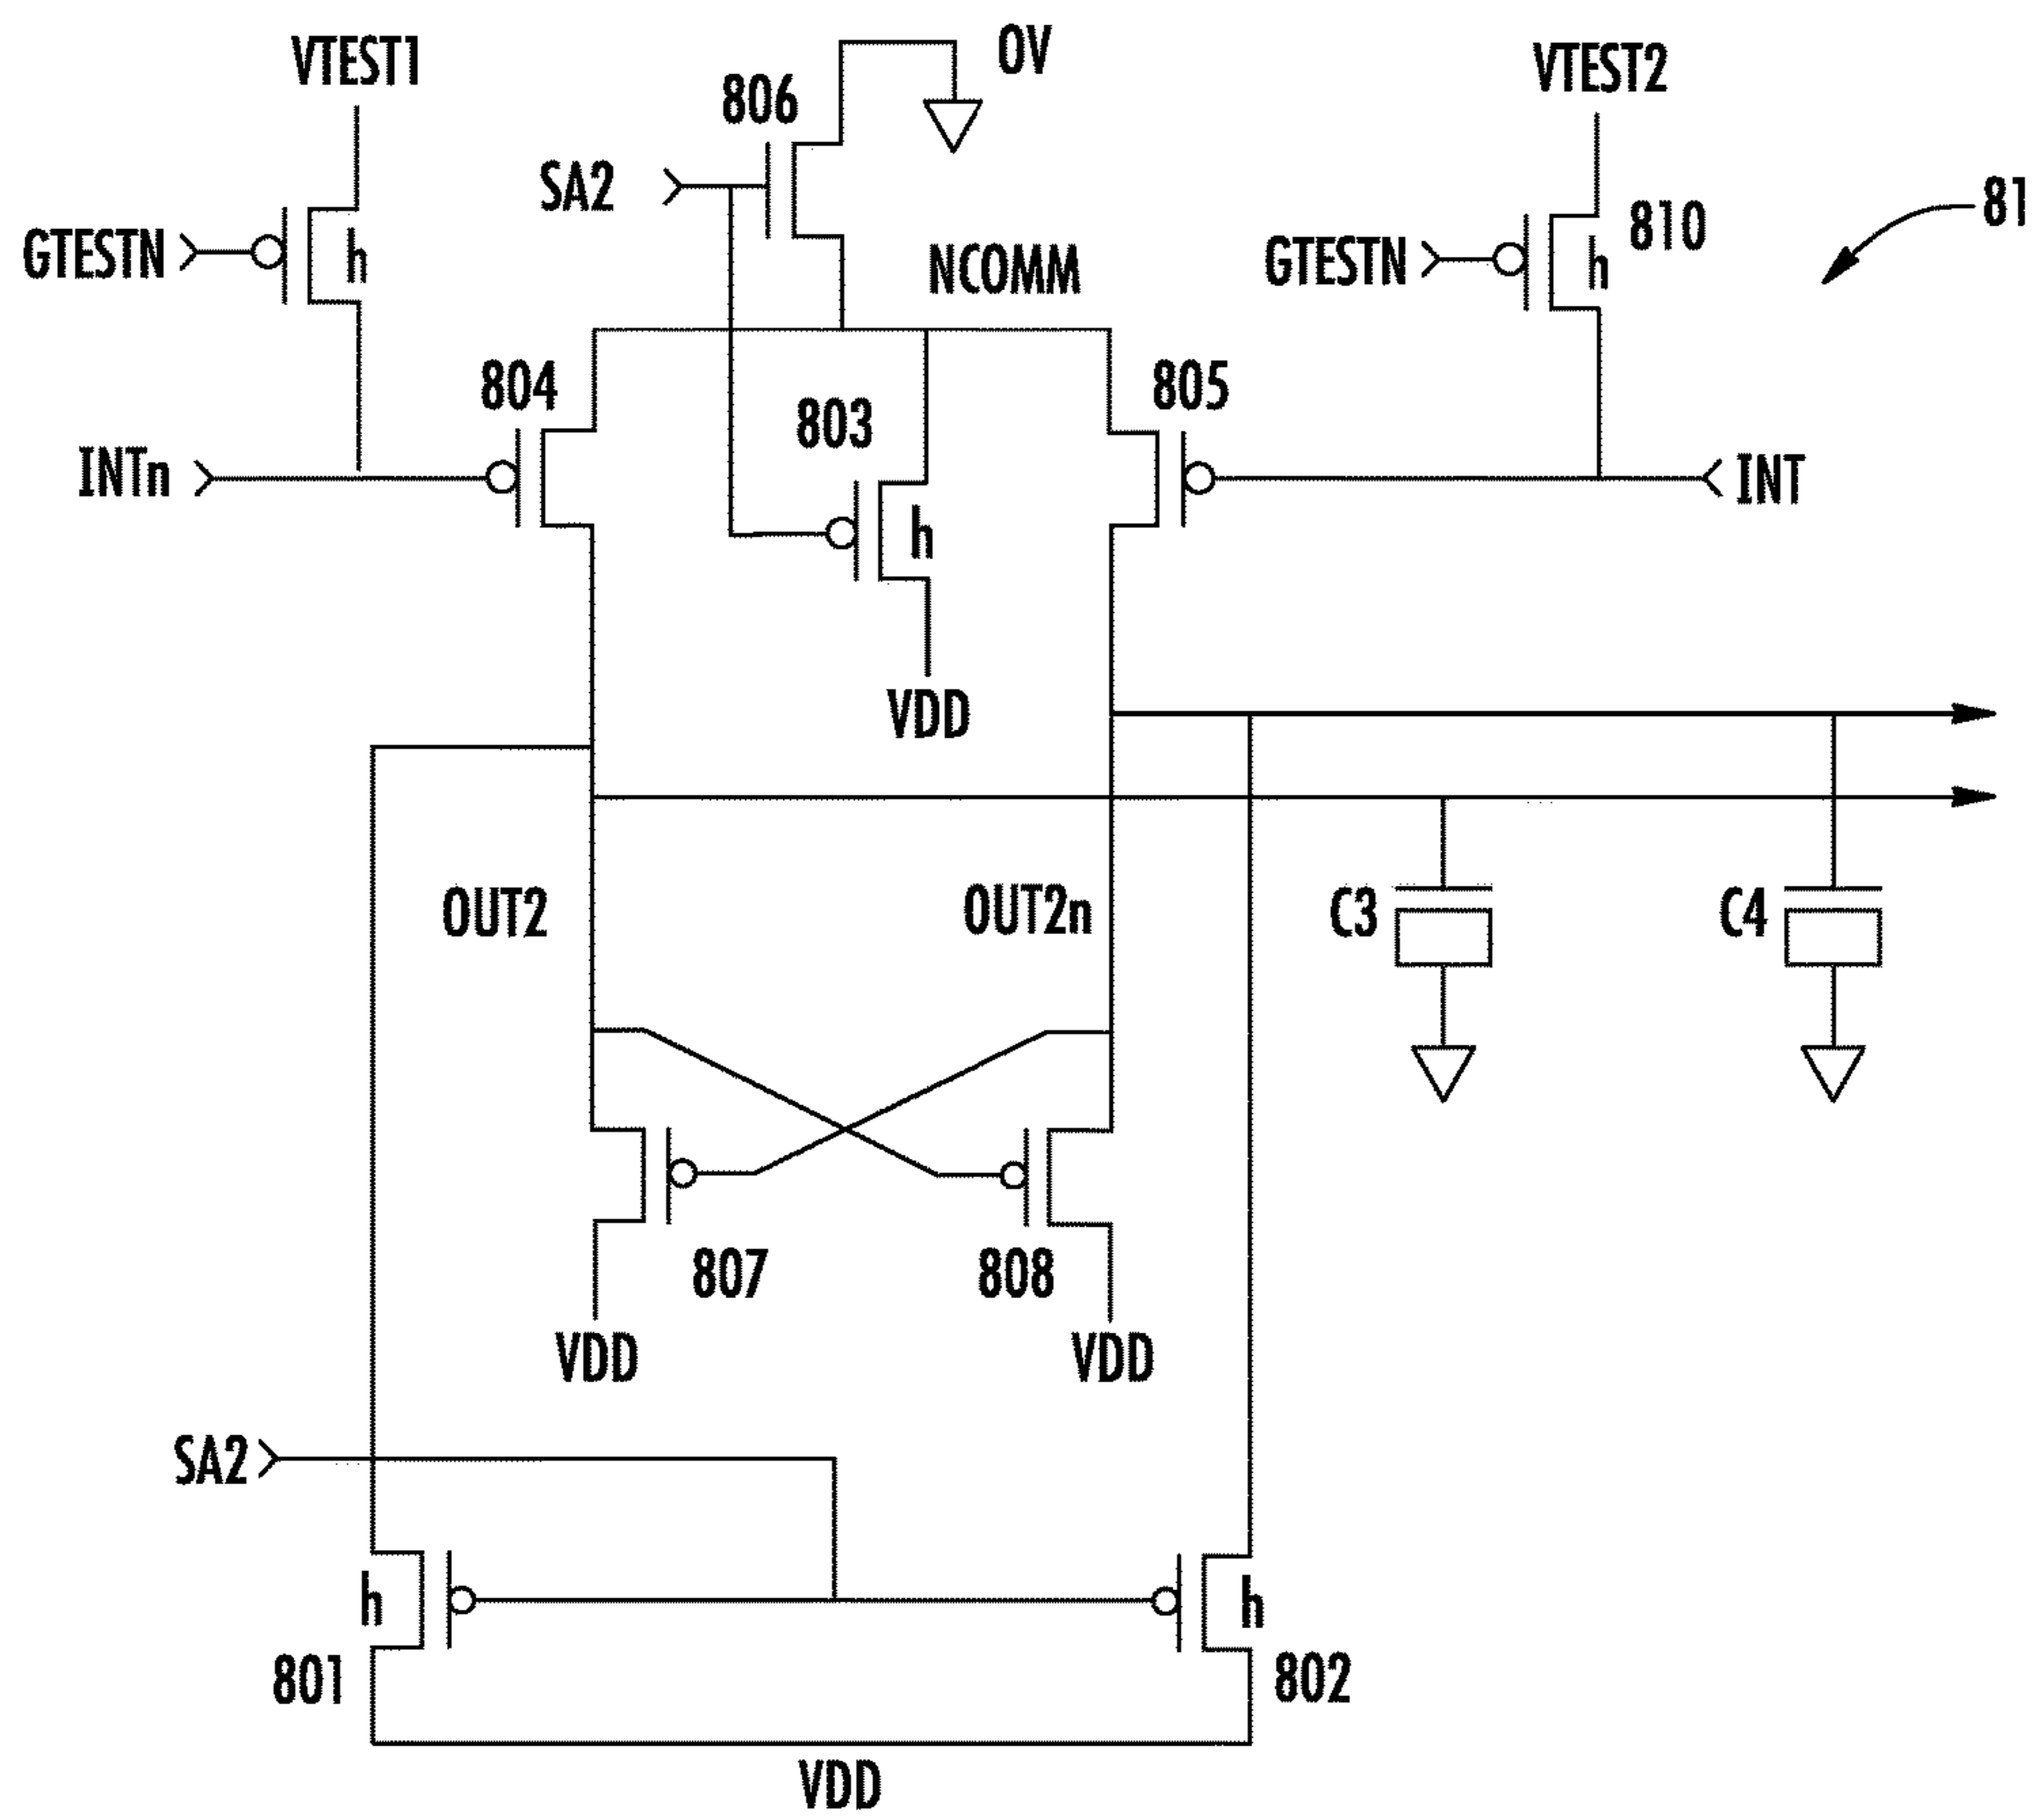 VTEST1
0V
VTEST2
806
SA2
81
810
GTESTN
h
NCOMM
GTESTN
h
804
803
805
INTn
INT
h
VDD
OUT2
OUT2n
C3
C4
807
808
VDD
VDD
SA2
h
h
801
802
VDD